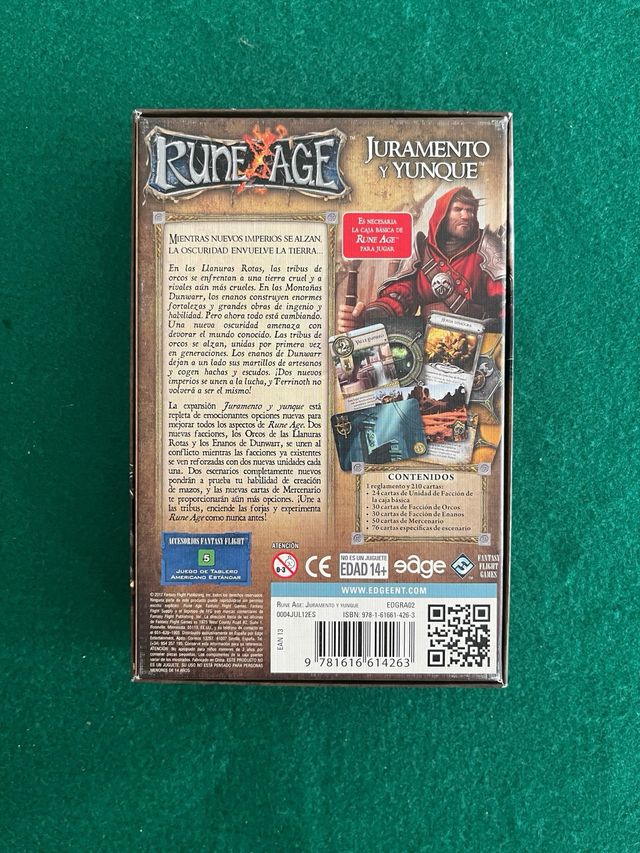 RUNE AGE™
JURAMENTO
Y YUNQUE™
ES NECESARIA
LA CAJA BÁSICA DE
RUNE AGE™
PARA JUGAR
MIENTRAS NUEVOS IMPERIOS SE ALZAN,
LA OSCURIDAD ENVUELVE LA TIERRA...
En las Llanuras Rotas, las tribus de
orcos se enfrentan a una tierra cruel y a
rivales aún más crueles. En las Montañas
Dunwarr, los enanos construyen enormes
fortalezas y grandes obras de ingenio y
habilidad. Pero ahora todo está cambiando.
Una nueva oscuridad amenaza con
devorar el mundo conocido. Las tribus de
orcos se alzan, unidas por primera vez
en generaciones. Los enanos de Dunwarr
dejan a un lado sus martillos de artesanos
y cogen hachas y escudos. ¡Dos nuevos
imperios se unen a la lucha, y Terrinoth no
volverá a ser el mismo!
La expansión Juramento y yunque está
repleta de emocionantes opciones nuevas para
mejorar todos los aspectos de Rune Age. Dos
nuevas facciones, los Orcos de las Llanuras
Rotas y los Enanos de Dunwarr, se unen al
conflicto mientras las facciones ya existentes
se ven reforzadas con dos nuevas unidades cada
una. Dos escenarios completamente nuevos
pondrán a prueba tu habilidad de creación
de mazos, y las nuevas cartas de Mercenario
te proporcionarán aún más opciones. ¡Une a
las tribus, enciende las forjas y experimenta
Rune Age como nunca antes!
CONTENIDOS
1 reglamento y 210 cartas:
• 24 cartas de Unidad de Facción de
la caja básica
• 30 cartas de Facción de Orcos
• 30 cartas de Facción de Enanos
• 50 cartas de Mercenario
• 76 cartas específicas de escenario
ACCESORIOS FANTASY FLIGHT
5
JUEGO DE TABLERO
AMERICANO ESTÁNDAR
ATENCIÓN
0-3
CE
NO ES UN JUGUETE
EDAD 14+
edge
FANTASY
FLIGHT
GAMES
WWW.EDGEENT.COM
RUNE AGE: JURAMENTO Y YUNQUE
EDGRA02
0004JUL12ES
ISBN: 978-1-61661-426-3
EAN 13
9 781616 614263